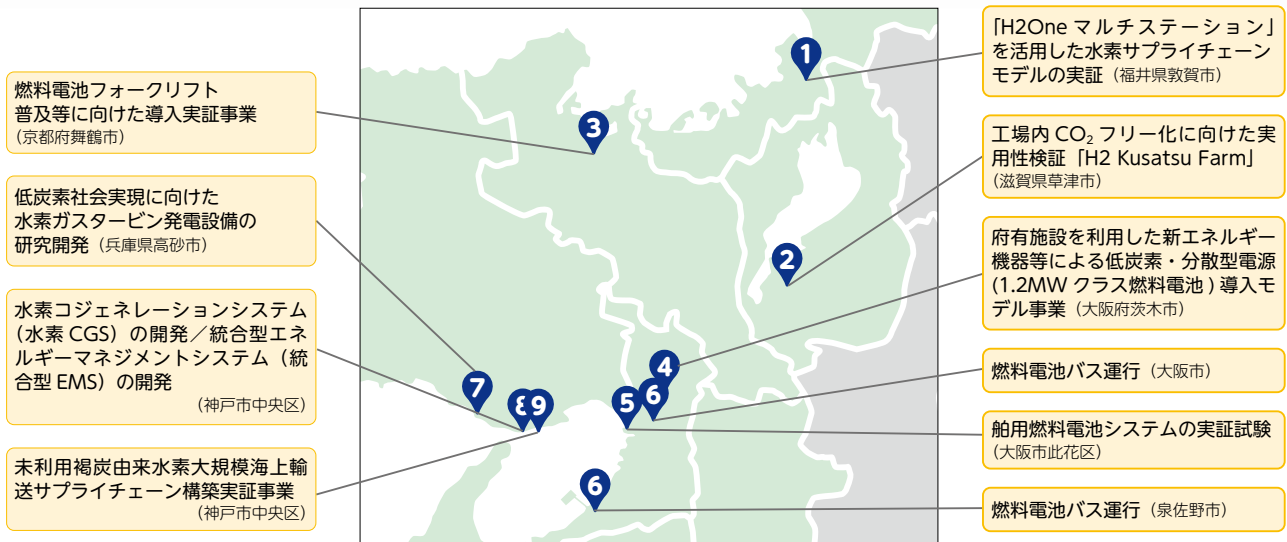 燃料電池フォークリフト
普及等に向けた導入実証事業
(京都府舞鶴市)
低炭素社会実現に向けた
水素ガスタービン発電設備の
研究開発（兵庫県高砂市）
水素コジェネレーションシステム
（水素 CGS）の開発／統合型エネ
ルギーマネジメントシステム（統
合型 EMS）の開発
（神戸市中央区）
未利用褐炭由来水素大規模海上輸
送サプライチェーン構築実証事業
（神戸市中央区）
1
3
2
4
7
8
9
5
6
6
「H2One マルチステーション」
を活用した水素サプライチェーン
モデルの実証（福井県敦賀市）
工場内 CO₂ フリー化に向けた実
用性検証「H2 Kusatsu Farm」
（滋賀県草津市）
府有施設を利用した新エネルギー
機器等による低炭素・分散型電源
(1.2MW クラス燃料電池 ) 導入モ
デル事業（大阪府茨木市）
燃料電池バス運行（大阪市）
舶用燃料電池システムの実証試験
（大阪市此花区）
燃料電池バス運行（泉佐野市）